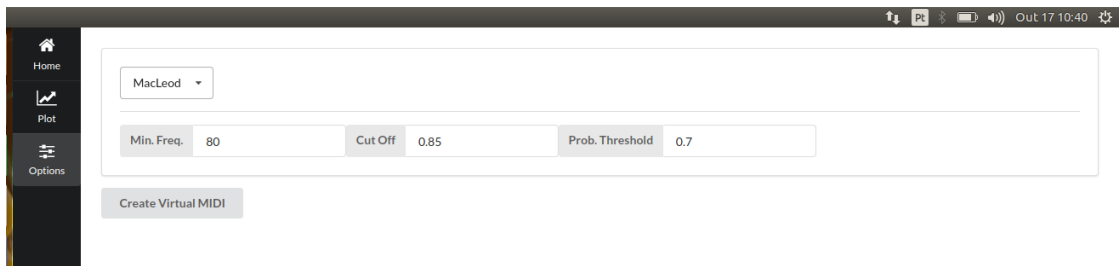 Pt Out 17 10:40
Home
MacLeod
Plot
Min. Freq. 80 Cut Off 0.85 Prob. Threshold 0.7
Options
Create Virtual MIDI